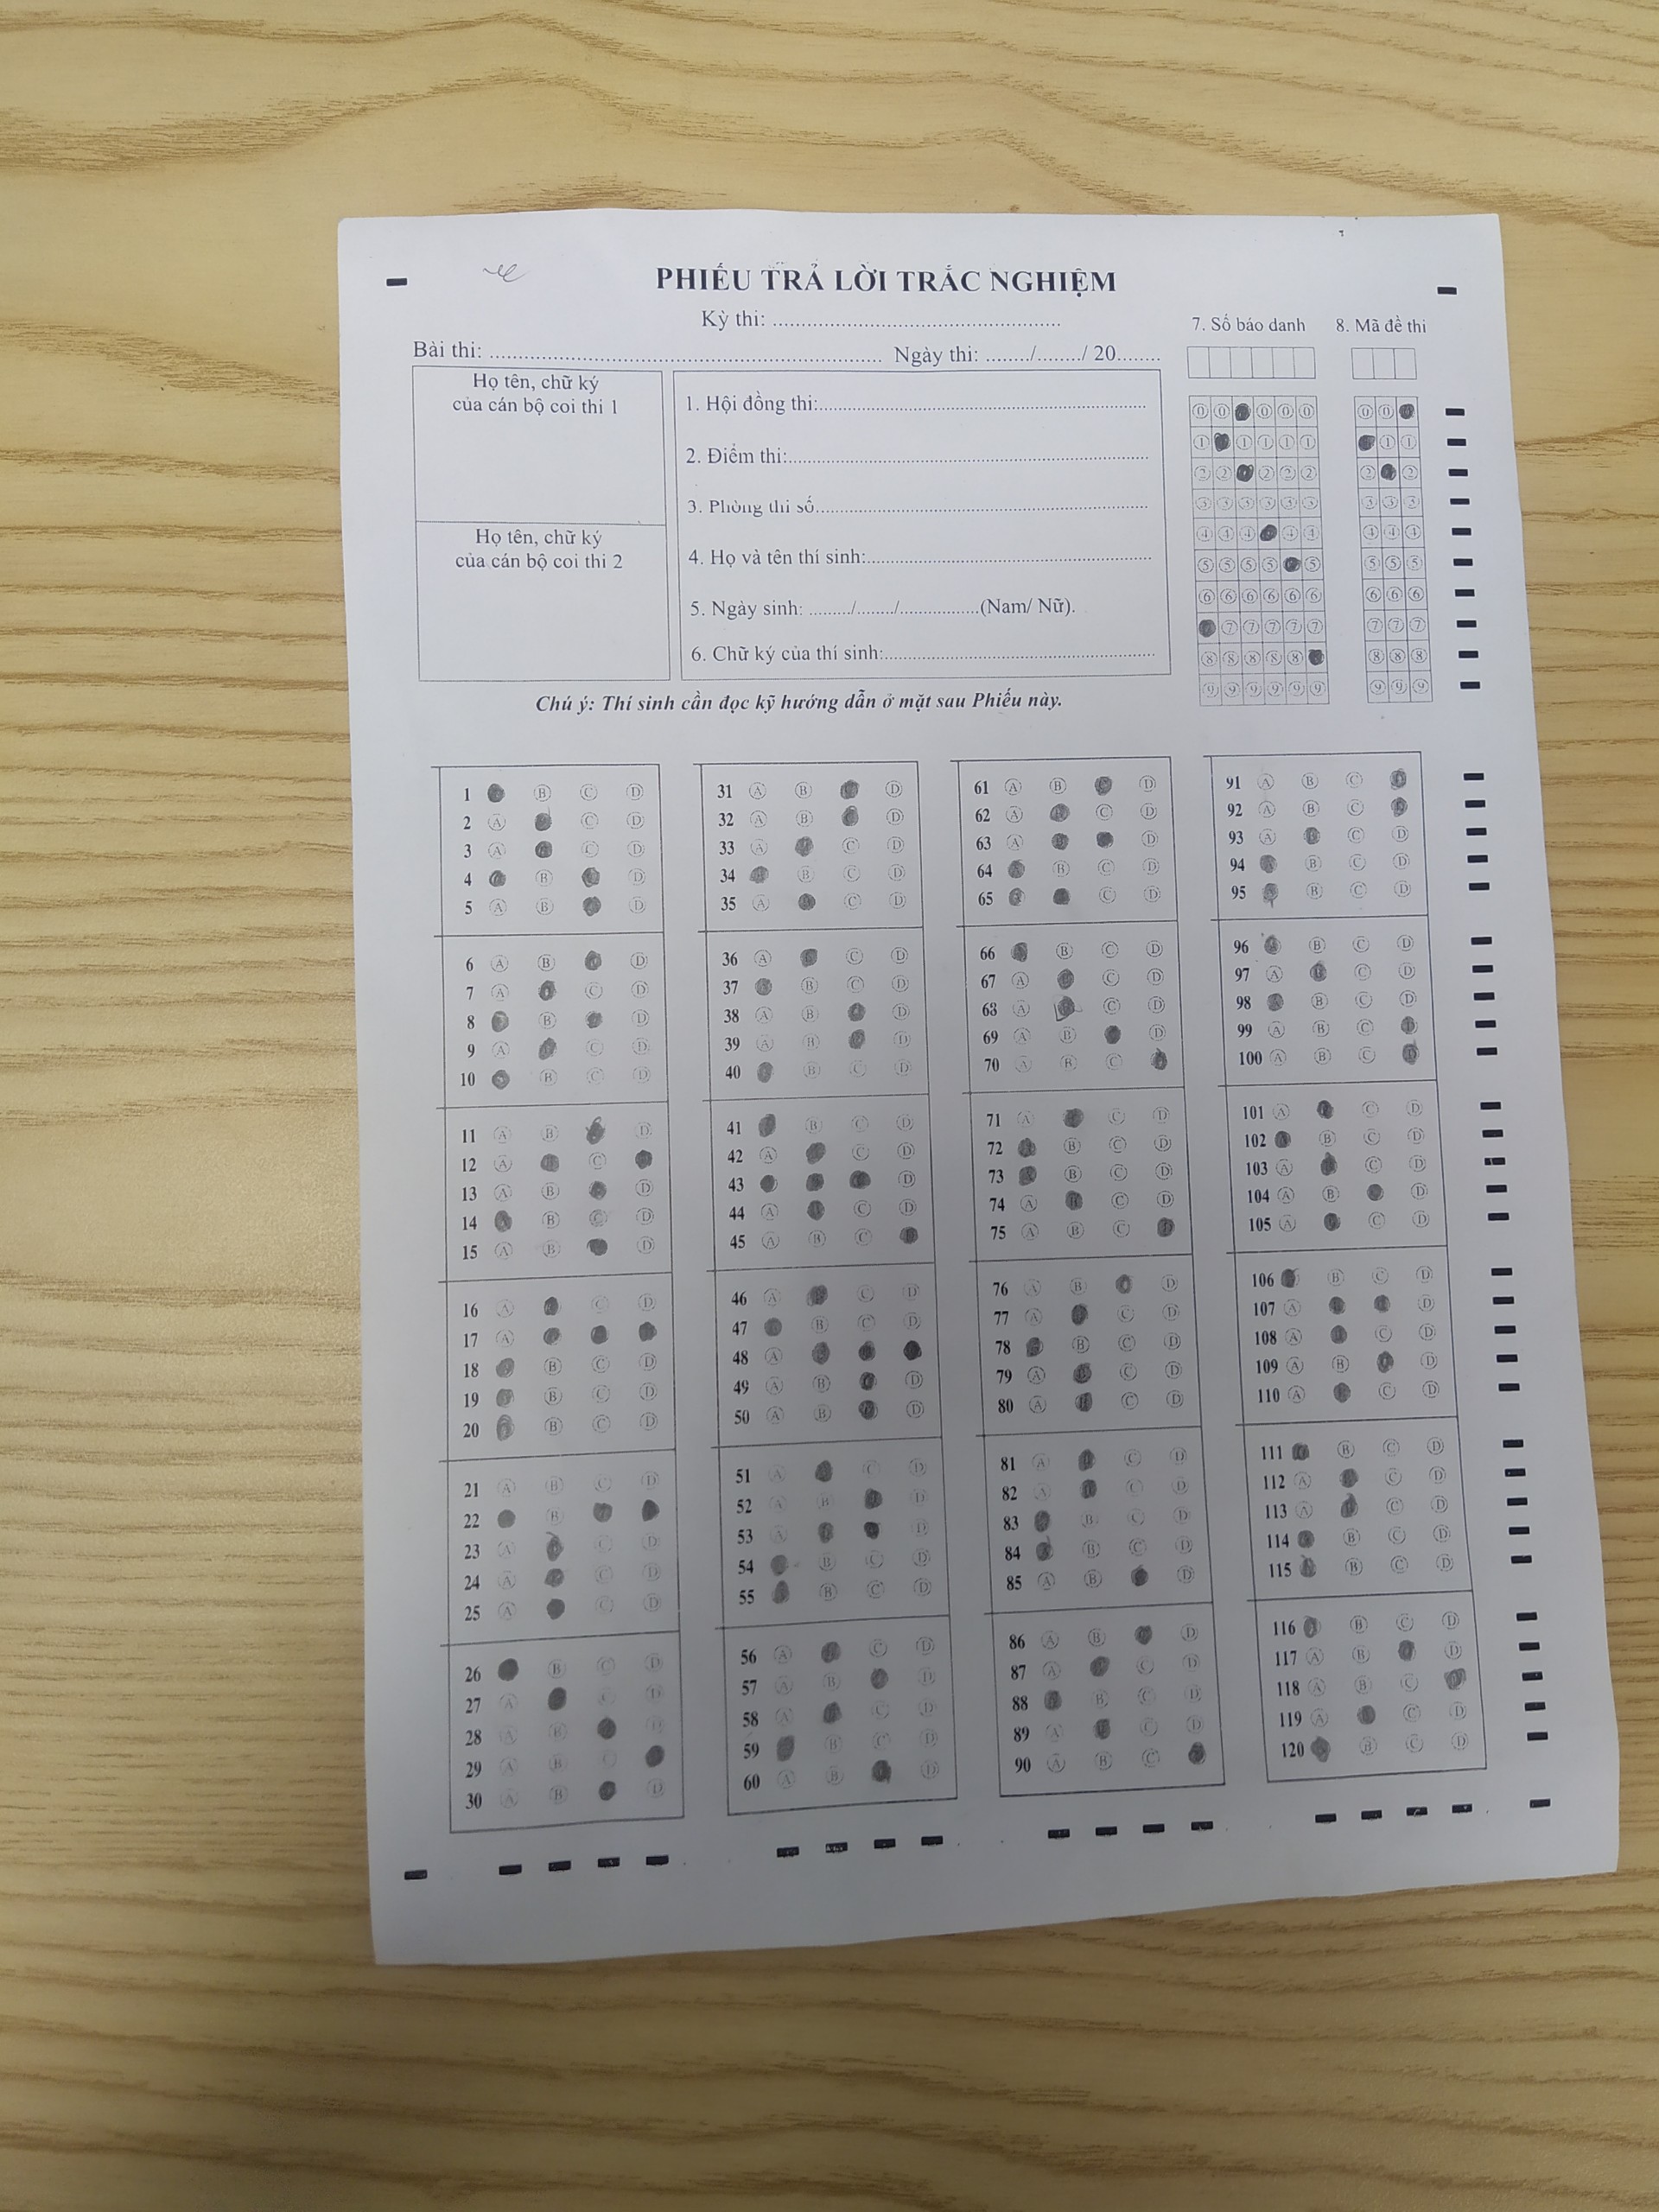 PHIẾU TRẢ LỜI TRẮC NGHIỆM
Kỳ thi: ..................................................
Bài thi: .................................................................... Ngày thi: ......../......../ 20........
7. Số báo danh
8. Mã đề thi
Họ tên, chữ ký
của cán bộ coi thi 1
Họ tên, chữ ký
của cán bộ coi thi 2
1. Hội đồng thi:..........................................................
2. Điểm thi:................................................................
3. Phòng thi số...........................................................
4. Họ và tên thí sinh:..................................................
5. Ngày sinh: ......../......./...............(Nam/ Nữ).
6. Chữ ký của thí sinh:................................................
0 0 0 0 0 0 0
1 1 1 1 1 1 1
2 2 2 2 2 2 2
3 3 3 3 3 3 3 3 3
4 4 4 4 4 4 4 4
5 5 5 5 5 5 5 5
6 6 6 6 6 6 6 6 6
7 7 7 7 7 7 7 7
8 8 8 8 8 8 8 8
9 9 9 9 9 9 9 9 9
Chú ý: Thí sinh cần đọc kỹ hướng dẫn ở mặt sau Phiếu này.
1 B C D
2 A C D
3 A C D
4 B D
5 A B D
6 A B D
7 A C D
8 B D
9 A C D
10 B C D
11 A B D
12 A C
13 A B D
14 B C D
15 A B D
16 A C D
17 A
18 B C D
19 B C D
20 B C D
21 A B C D
22 B
23 A C D
24 A C D
25 A C D
26 B C D
27 A C D
28 A B D
29 A B C
30 A B D
31 A B D
32 A B D
33 A C D
34 B C D
35 A C D
36 A C D
37 B C D
38 A B D
39 A B D
40 B C D
41 B C D
42 A C D
43 D
44 A C D
45 A B C
46 A C D
47 B C D
48 A
49 A B D
50 A B D
51 A C D
52 A B D
53 A D
54 B C D
55 B C D
56 A C D
57 A B D
58 A C D
59 B C D
60 A B D
61 A B D
62 A C D
63 A D
64 B C D
65 C D
66 B C D
67 A C D
68 A C D
69 A B D
70 A B C
71 A C D
72 B C D
73 B C D
74 A C D
75 A B C
76 A B D
77 A C D
78 B C D
79 A C D
80 A C D
81 A C D
82 A C D
83 B C D
84 B C D
85 A B D
86 A B D
87 A C D
88 B C D
89 A C D
90 A B C
91 A B C
92 A B C
93 A C D
94 B C D
95 B C D
96 B C D
97 A C D
98 B C D
99 A B C
100 A B C
101 A C D
102 B C D
103 A C D
104 A B D
105 A C D
106 B C D
107 A D
108 A C D
109 A B D
110 A C D
111 B C D
112 A C D
113 A C D
114 B C D
115 B C D
116 B C D
117 A B D
118 A B C
119 A C D
120 B C D